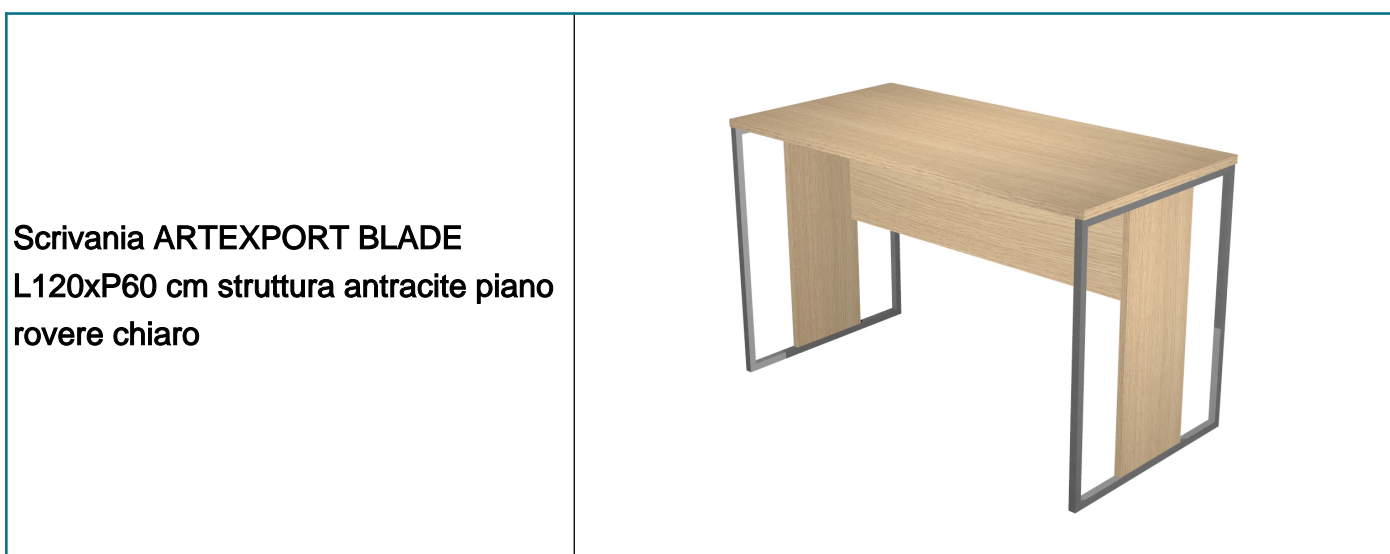 Scrivania ARTEXPORT BLADE
L120xP60 cm struttura antracite piano
rovere chiaro